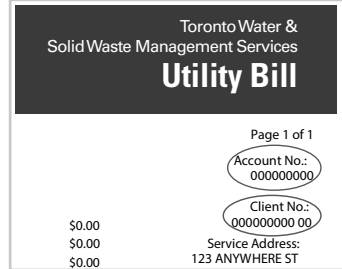 Toronto Water &
Solid Waste Management Services
Utility Bill
Page 1 of 1
Account No.:
000000000
Client No.:
000000000 00
$0.00
$0.00
Service Address:
$0.00
123 ANYWHERE ST